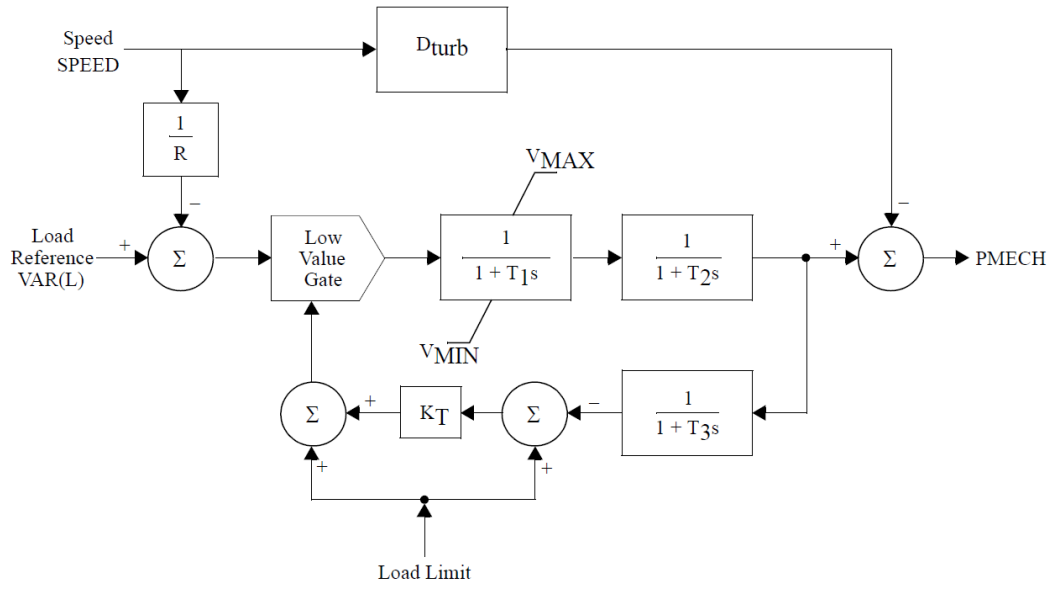 Speed
SPEED
Dturb
1
R
VMAX
−
Load
Reference
VAR(L)
+
Σ
Low
Value
Gate
1
1 + T1s
1
1 + T2s
+
−
Σ
PMECH
VMIN
Σ
+
KT
Σ
−
1
1 + T3s
+
+
Load Limit